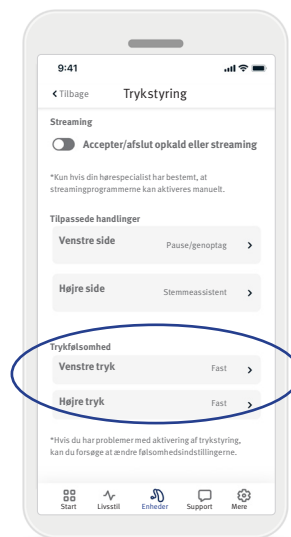 9:41
Tilbage Trykstyring
Streaming
Accepter/afslut opkald eller streaming
*Kun hvis din hørespecialist har bestemt, at
streamingprogrammerne kan aktiveres manuelt.
Tilpassede handlinger
Venstre side Pause/genoptag
Højre side Stemmeassistent
Trykfølsomhed
Venstre tryk Fast
Højre tryk Fast
*Hvis du har problemer med aktivering af trykstyring,
kan du forsøge at ændre følsomhedsindstillingerne.
Start Livsstil Enheder Support Mere